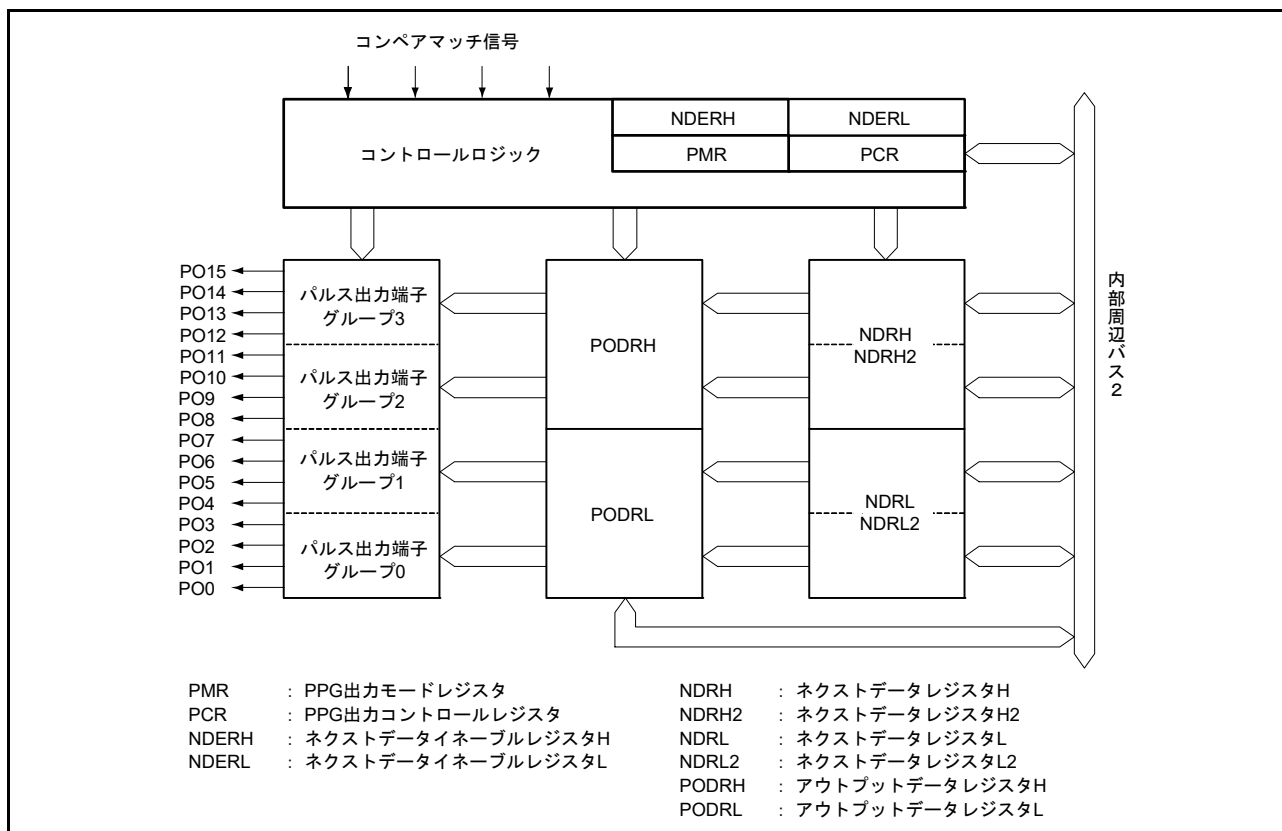 コンペアマッチ信号
コントロールロジック
NDERH
NDERL
PMR
PCR
PO15
PO14
PO13
PO12
PO11
PO10
PO9
PO8
PO7
PO6
PO5
PO4
PO3
PO2
PO1
PO0
パルス出力端子
グループ3
パルス出力端子
グループ2
パルス出力端子
グループ1
パルス出力端子
グループ0
PODRH
PODRL
NDRH
NDRH2
NDRL
NDRL2
内部周辺バス2
PMR : PPG出力モードレジスタ
PCR : PPG出力コントロールレジスタ
NDERH : ネクストデータイネーブルレジスタH
NDERL : ネクストデータイネーブルレジスタL
NDRH : ネクストデータレジスタH
NDRH2 : ネクストデータレジスタH2
NDRL : ネクストデータレジスタL
NDRL2 : ネクストデータレジスタL2
PODRH : アウトプットデータレジスタH
PODRL : アウトプットデータレジスタL